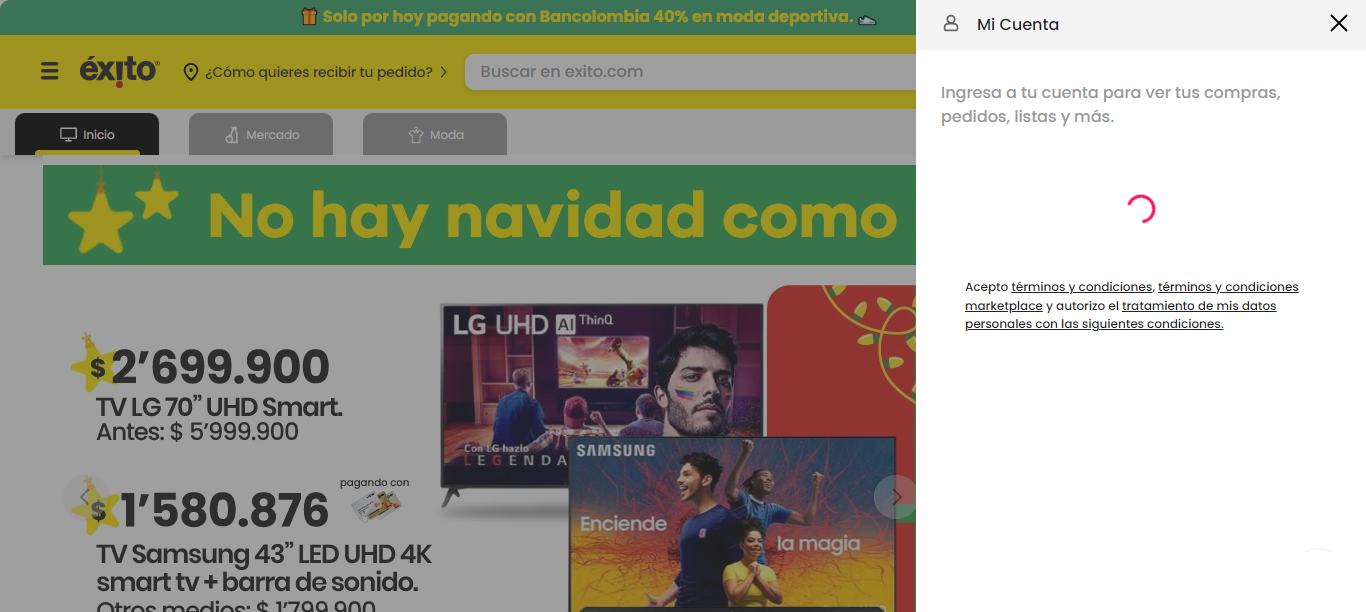 Solo por hoy pagando con Bancolombia 40% en moda deportiva.
Mi Cuenta
éxito
¿Cómo quieres recibir tu pedido?
Buscar en exito.com
Inicio
Mercado
Moda
Ingresa a tu cuenta para ver tus compras,
pedidos, listas y más.
No hay navidad como
Acepto términos y condiciones, términos y condiciones
marketplace y autorizo el tratamiento de mis datos
personales con las siguientes condiciones.
$ 2’699.900
TV LG 70” UHD Smart.
Antes: $ 5’999.900
LG UHD AI ThinQ
Con LG hazlo
LEGENDA
SAMSUNG
Enciende
la magia
pagando con
$ 1’580.876
TV Samsung 43” LED UHD 4K
smart tv + barra de sonido.
Otros medios: $ 1’799.900